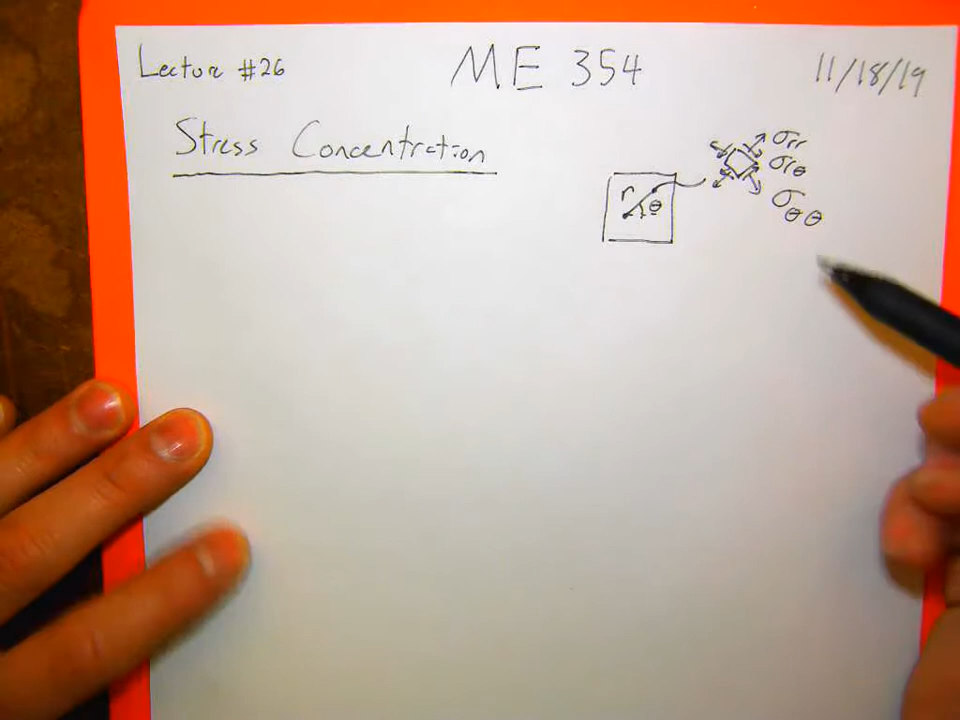 Lecture #26 ME 354 11/18/19
Stress Concentration
σrr
σrθ
σθθ
r θ